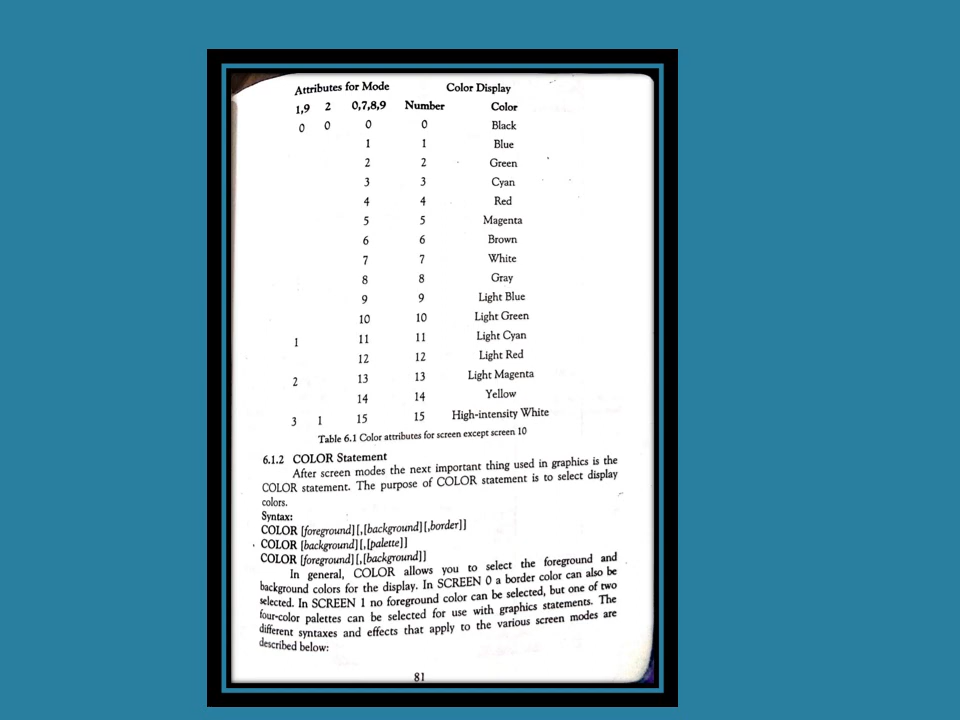 Attributes for Mode Color Display
1,9 2 0,7,8,9 Number Color
0 0 0 0 Black
1 1 Blue
2 2 Green
3 3 Cyan
4 4 Red
5 5 Magenta
6 6 Brown
7 7 White
8 8 Gray
9 9 Light Blue
10 10 Light Green
1 11 11 Light Cyan
12 12 Light Red
2 13 13 Light Magenta
14 14 Yellow
3 1 15 15 High-intensity White
Table 6.1 Color attributes for screen except screen 10
6.1.2 COLOR Statement
After screen modes the next important thing used in graphics is the
COLOR statement. The purpose of COLOR statement is to select display
colors.
Syntax:
COLOR [foreground][,[background][,border]]
COLOR [background][,[palette]]
COLOR [foreground][,[background]]
In general, COLOR allows you to select the foreground and
background colors for the display. In SCREEN 0 a border color can also be
selected. In SCREEN 1 no foreground color can be selected, but one of two
four-color palettes can be selected for use with graphics statements. The
different syntaxes and effects that apply to the various screen modes are
described below:
81